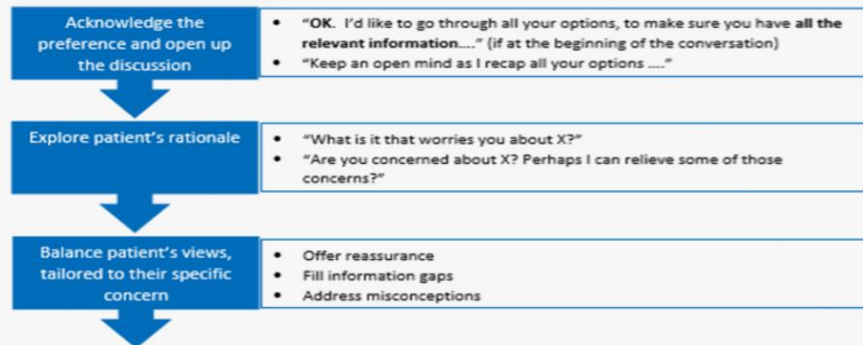 Acknowledge the
preference and open up
the discussion
• “OK. I’d like to go through all your options, to make sure you have all the
relevant information....” (if at the beginning of the conversation)
• “Keep an open mind as I recap all your options ....”
Explore patient’s rationale
• “What is it that worries you about X?”
• “Are you concerned about X? Perhaps I can relieve some of those
concerns?”
Balance patient’s views,
tailored to their specific
concern
• Offer reassurance
• Fill information gaps
• Address misconceptions